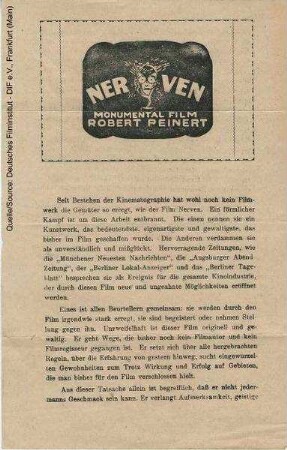 Quelle/Source: Deutsches Filminstitut - DIF e.V., Frankfurt (Main)
NERVEN
MONUMENTAL FILM
ROBERT REINERT
Seit Bestehen der Kinematographie hat wohl noch kein Film-
werk die Gemüter so erregt, wie der Film Nerven. Ein förmlicher
Kampf ist um diese Arbeit entbrannt. Die einen nennen sie ein
Kunstwerk, das bedeutendste, eigenartigste und gewaltigste, das
bisher im Film geschaffen wurde. Die Anderen verdammen sie
als unverständlich und unmöglich. Hervorragende Zeitungen, wie
die „Münchener Neuesten Nachrichten", die „Augsburger Abend
Zeitung", der „Berliner Lokal-Anzeiger" und das „Berliner Tage-
blatt" besprechen sie als Ereignis für die gesamte Kinoindustrie,
der durch diesen Film neue und ungeahnte Möglichkeiten eröffnet
werden.
Eines ist allen Beurteilern gemeinsam: sie werden durch den
Film irgendwie stark erregt, sie sind begeistert oder nehmen Stel-
lung gegen ihn. Unzweifelhaft ist dieser Film originell und ge-
waltig. Er geht Wege, die bisher noch kein Filmautor und kein
Filmregisseur gegangen ist. Er setzt sich über alle hergebrachten
Regeln, über die Erfahrung von gestern hinweg, sucht eingewurzel-
ten Gewohnheiten zum Trotz Wirkung und Erfolg auf Gebieten,
die man bisher für den Film verschlossen hielt.
Aus dieser Tatsache allein ist begreiflich, daß er nicht jeder-
manns Geschmack sein kann. Er verlangt Aufmerksamkeit, geistige